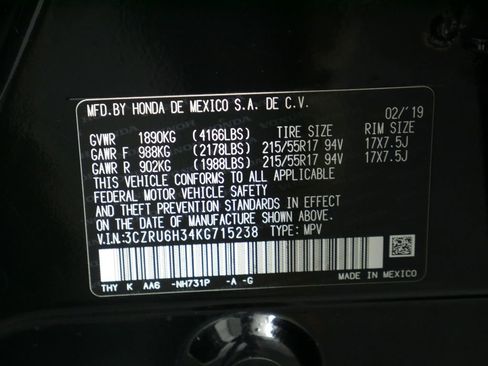 MFD.BY HONDA DE MEXICO S.A. DE C.V.
02/'19
GVWR 1890KG (4166LBS) TIRE SIZE RIM SIZE
GAWR F 988KG (2178LBS) 215/55R17 94V 17X7.5J
GAWR R 902KG (1988LBS) 215/55R17 94V 17X7.5J
THIS VEHICLE CONFORMS TO ALL APPLICABLE
FEDERAL MOTOR VEHICLE SAFETY
AND THEFT PREVENTION STANDARDS IN EFFECT ON
THE DATE OF MANUFACTURE SHOWN ABOVE.
V.I.N:3CZRU6H34KG715238 TYPE: MPV
THY K AA6 -NH731P -A -G MADE IN MEXICO